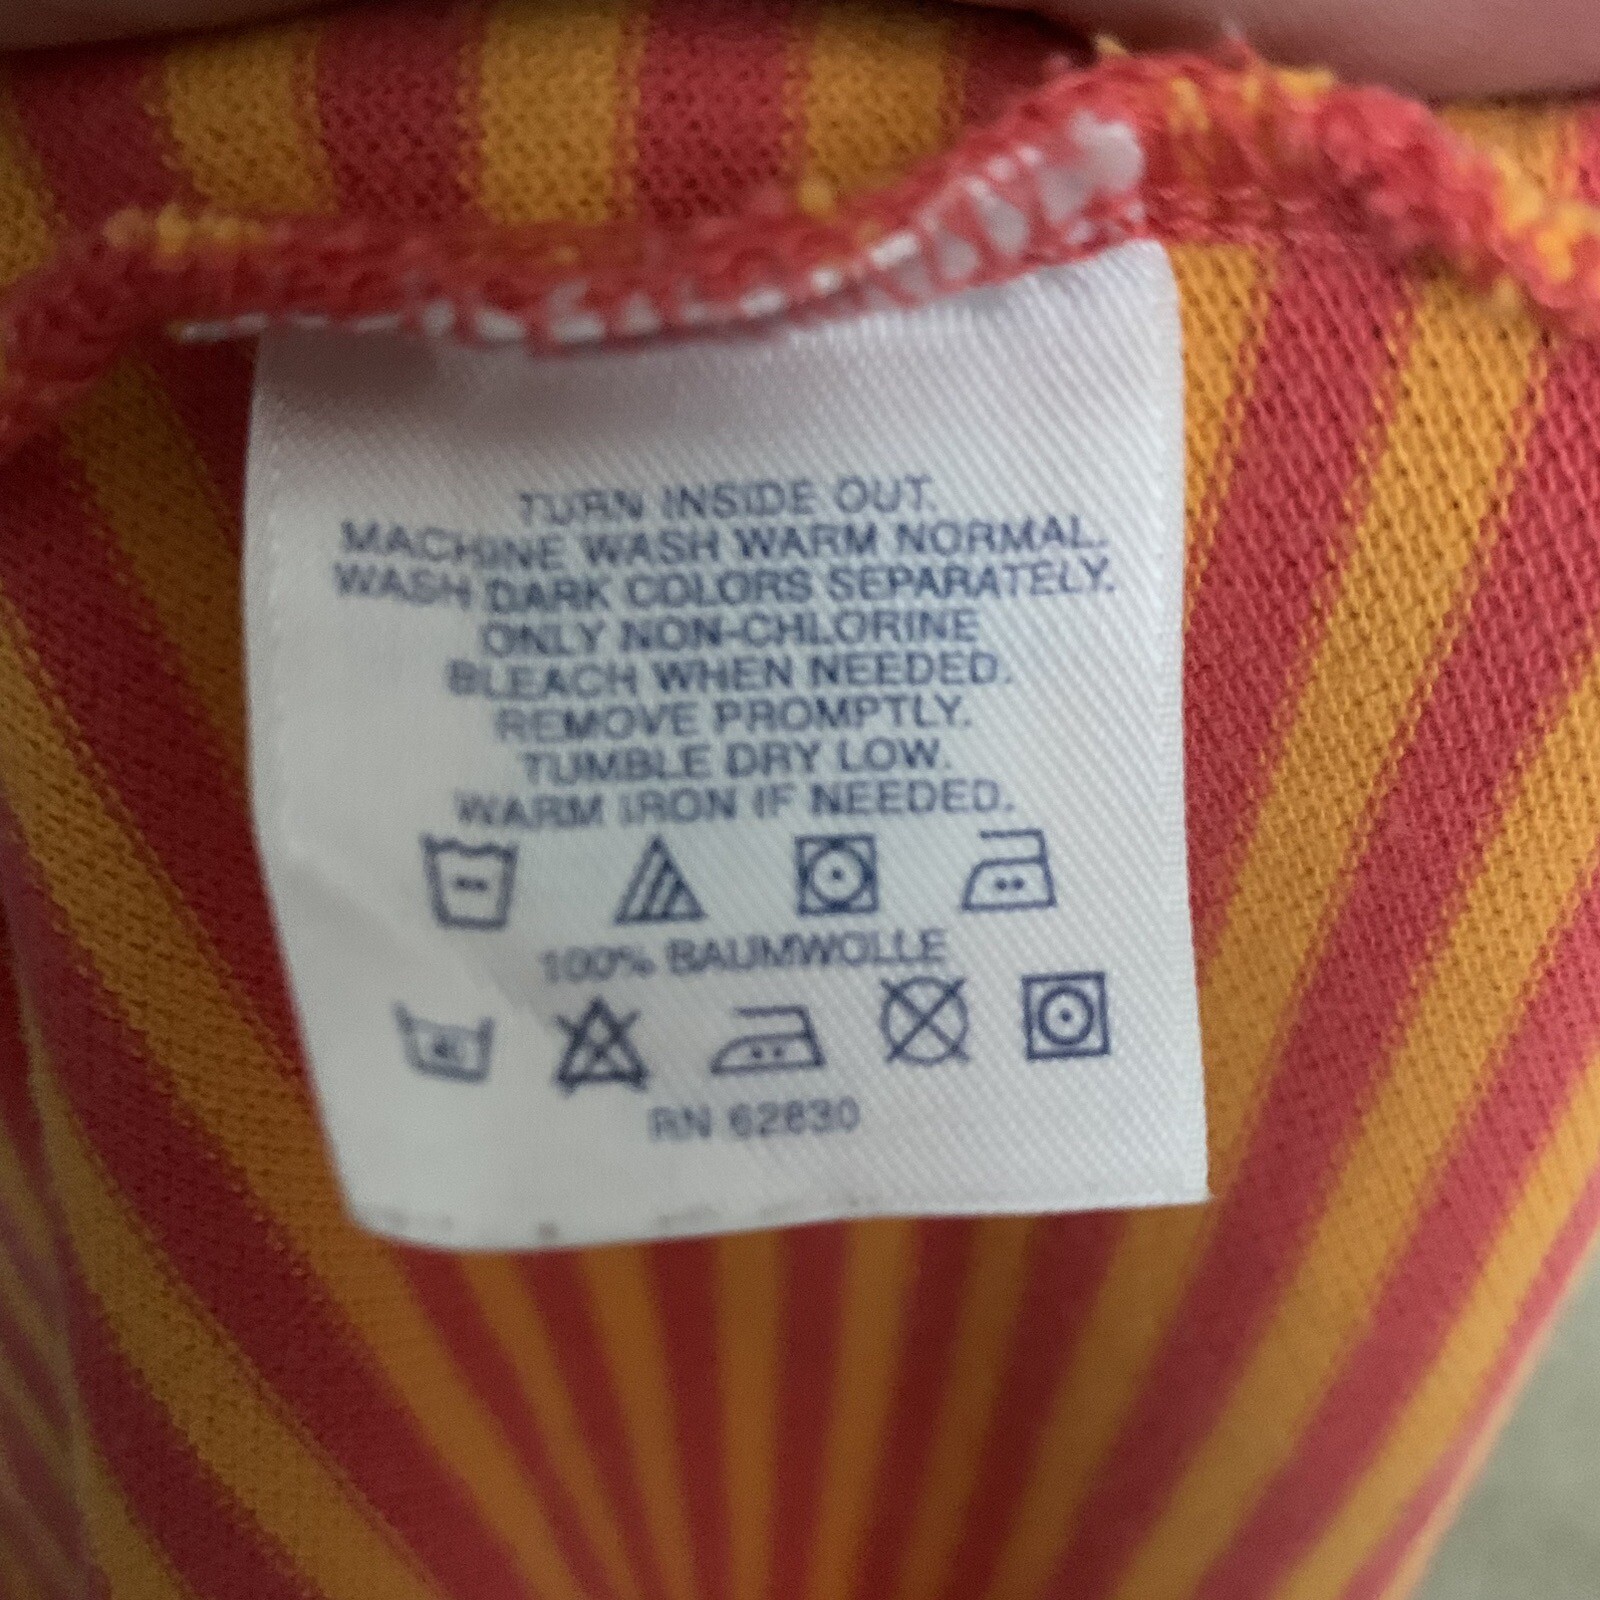 TURN INSIDE OUT.
MACHINE WASH WARM NORMAL.
WASH DARK COLORS SEPARATELY.
ONLY NON-CHLORINE
BLEACH WHEN NEEDED.
REMOVE PROMPTLY.
TUMBLE DRY LOW.
WARM IRON IF NEEDED.
100% BAUMWOLLE
RN 62830